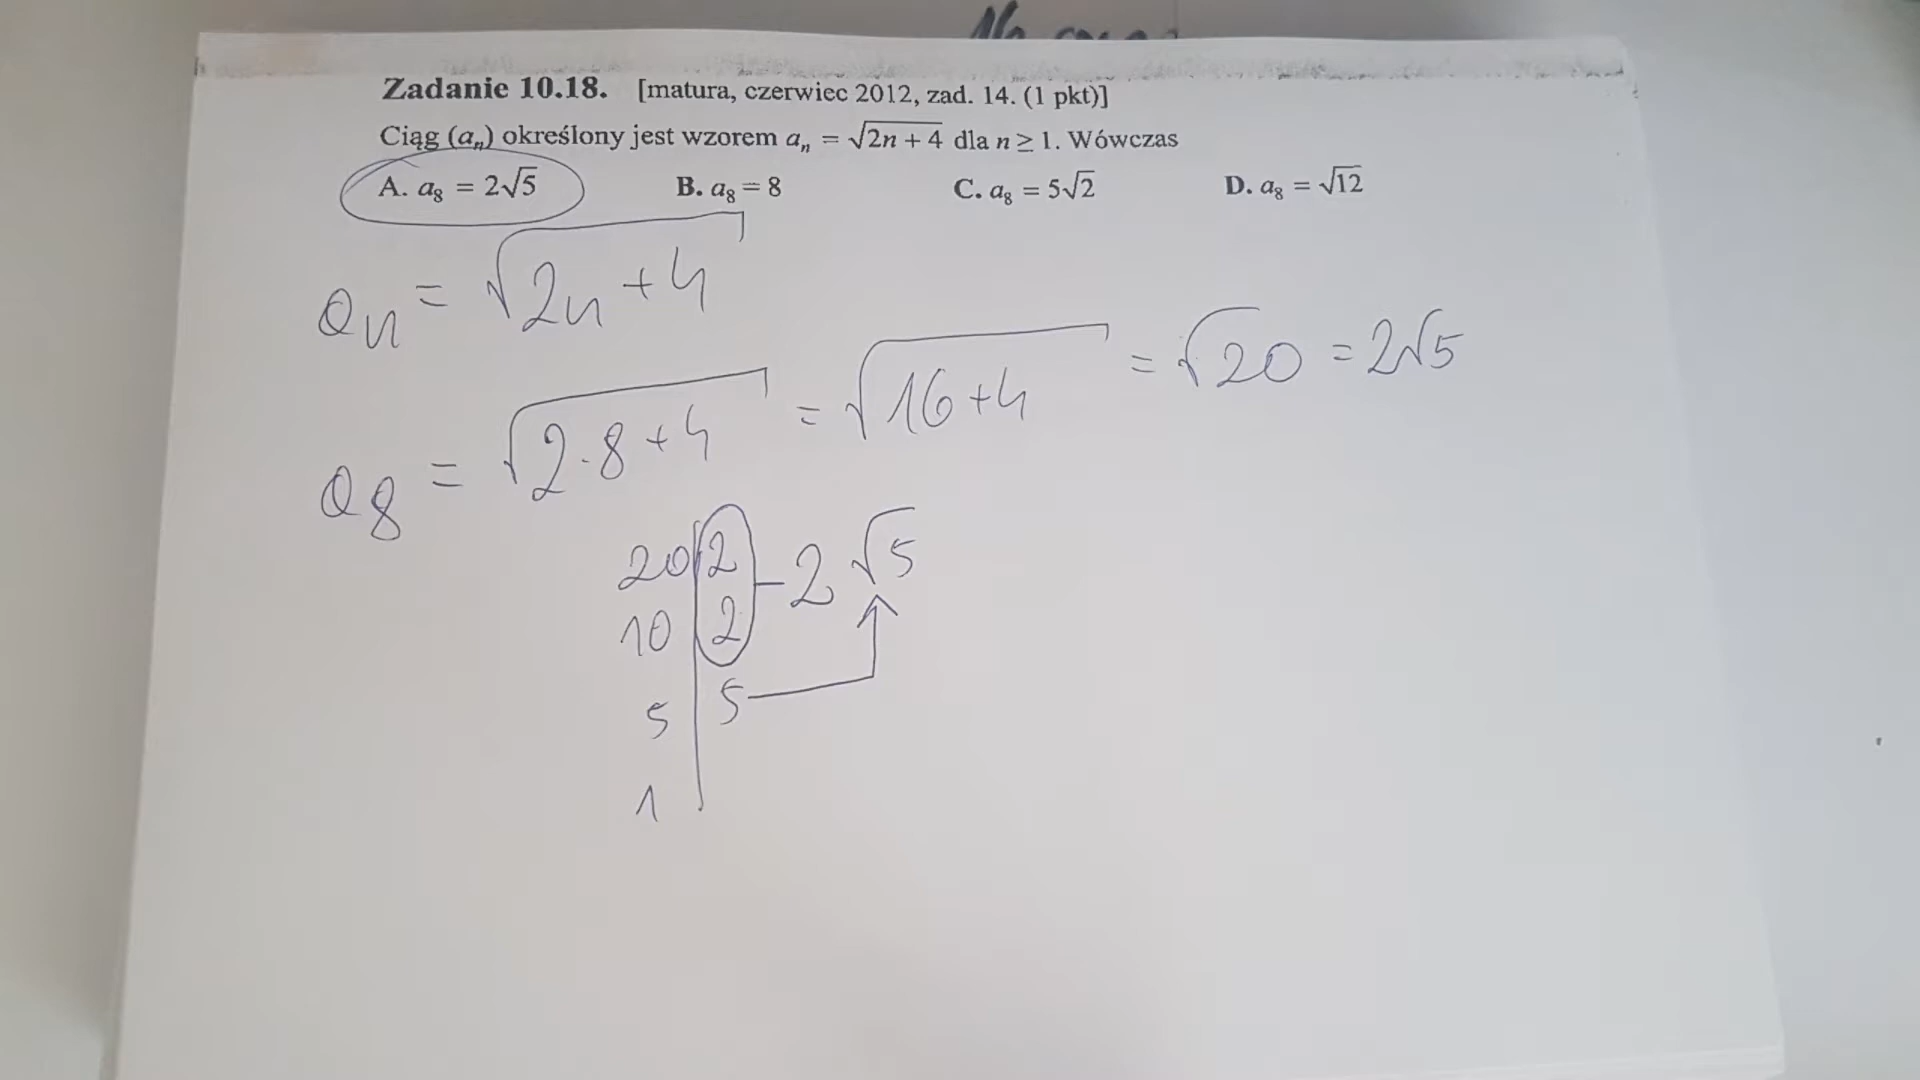 Zadanie 10.18. [matura, czerwiec 2012, zad. 14. (1 pkt)]
Ciąg (aₙ) określony jest wzorem aₙ = √2n + 4 dla n ≥ 1. Wówczas
A. a₈ = 2√5 B. a₈ = 8 C. a₈ = 5√2 D. a₈ = √12
aₙ = √2n + 4
a₈ = √2·8+4 = √16+4 = √20 = 2√5
20 | 2 – 2 √5
10 | 2
5 | 5
1